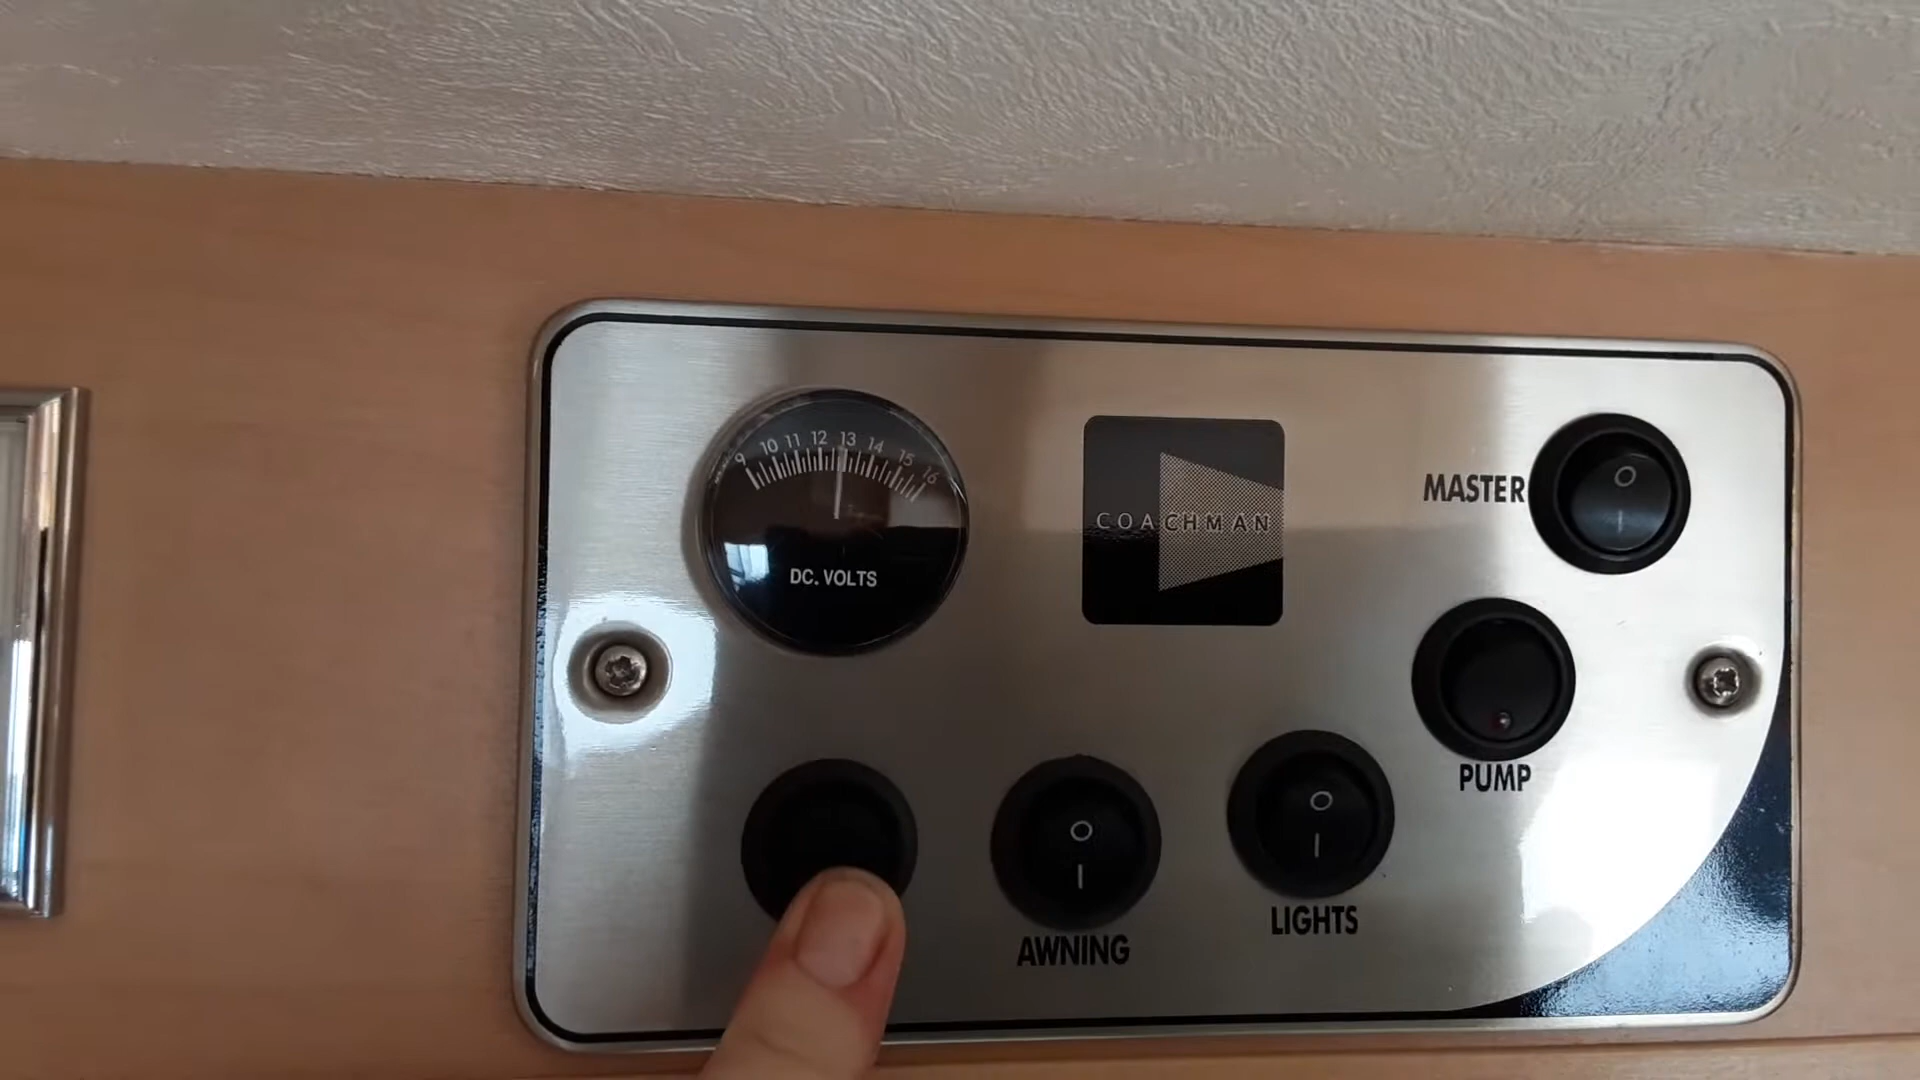 9 10 11 12 13 14 15 16
DC. VOLTS
COACHMAN
MASTER
O
I
PUMP
O
I
AWNING
O
I
LIGHTS